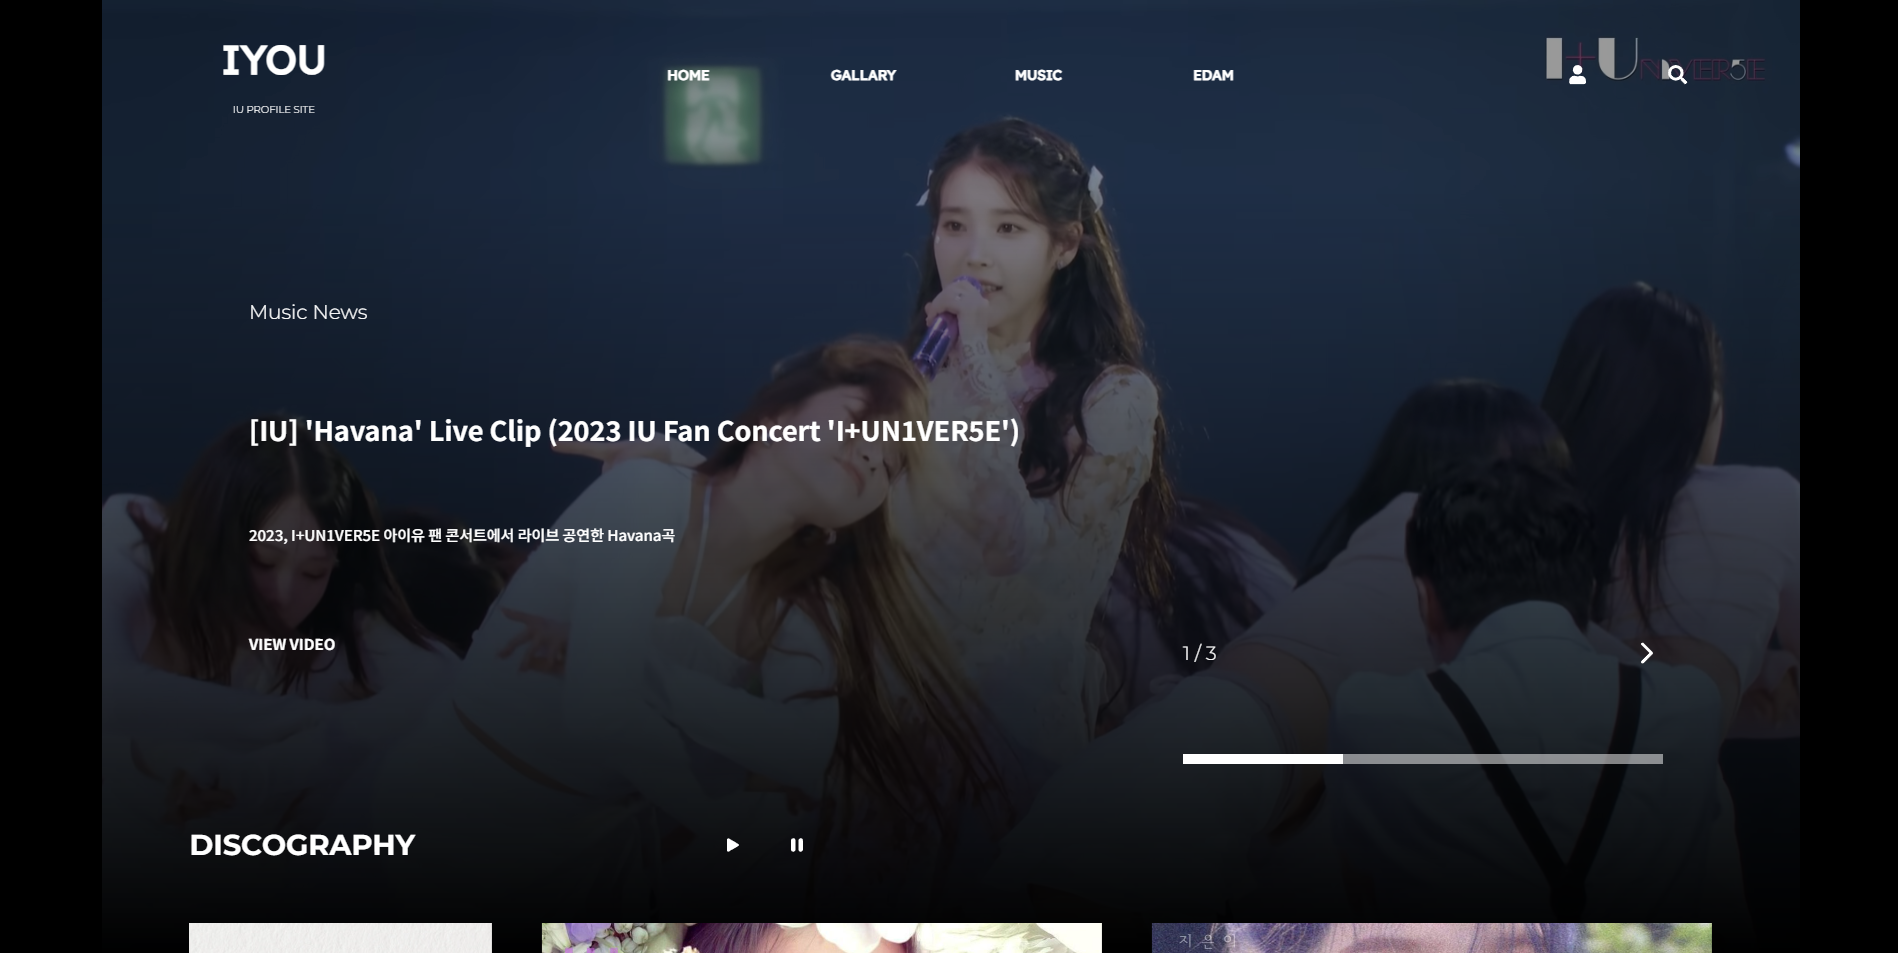 IYOU
IU PROFILE SITE
HOME
GALLARY
MUSIC
EDAM
I+UN1VER5E
Music News
[IU] 'Havana' Live Clip (2023 IU Fan Concert 'I+UN1VER5E')
2023, I+UN1VER5E 아이유 팬 콘서트에서 라이브 공연한 Havana곡
VIEW VIDEO
1 / 3
DISCOGRAPHY
지 은 이